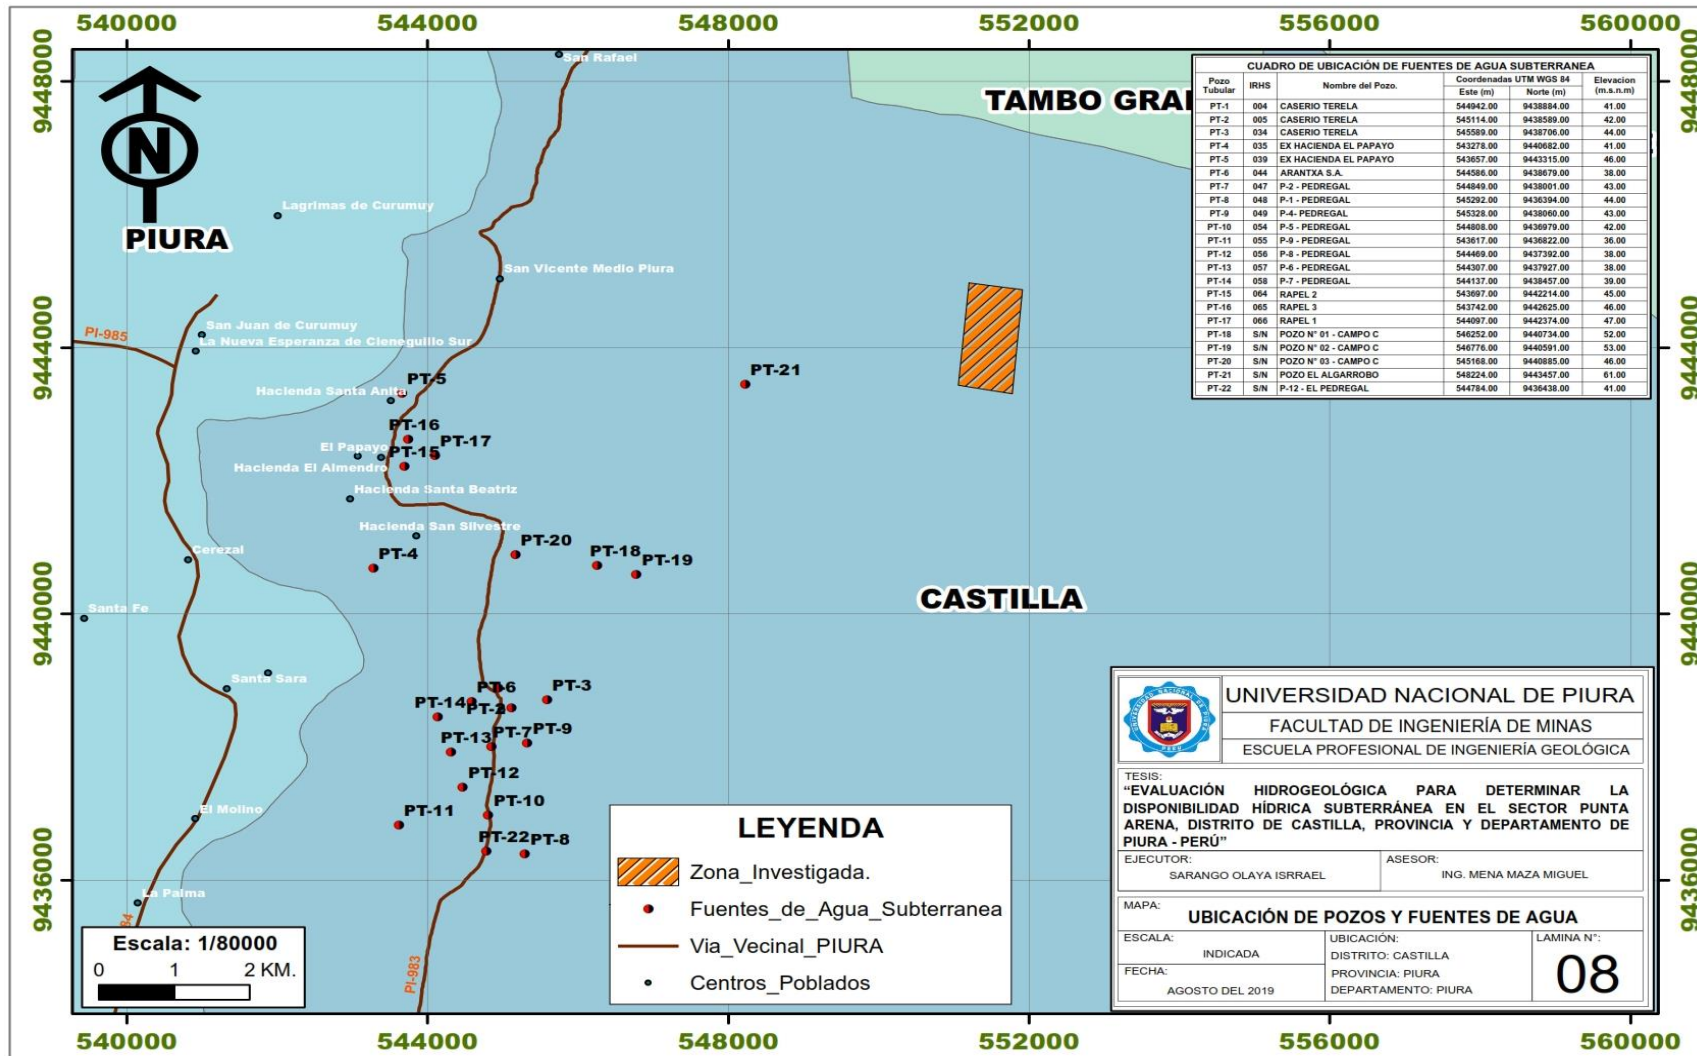 540000 544000 548000 552000 556000 560000
9448000
9444000
9440000
9436000
9448000
9444000
9440000
9436000
540000 544000 548000 552000 556000 560000
N
PIURA
TAMBO GRAN
CASTILLA
San Rafael
Lagrimas de Curumuy
San Vicente Medio Piura
San Juan de Curumuy
La Nueva Esperanza de Cieneguillo Sur
PI-985
Hacienda Santa Anita
El Papayo
Hacienda El Almendro
Hacienda Santa Beatriz
Hacienda San Silvestre
Cerezal
Santa Fe
Santa Sara
El Molino
La Palma
84
PI-983
PT-5
PT-21
PT-16
PT-17
PT-15
PT-20
PT-18
PT-19
PT-4
PT-6
PT-3
PT-14
PT-2
PT-7
PT-9
PT-13
PT-12
PT-10
PT-11
PT-22
PT-8
CUADRO DE UBICACIÓN DE FUENTES DE AGUA SUBTERRANEA
Pozo Tubular IRHS Nombre del Pozo. Coordenadas UTM WGS 84 Elevacion (m.s.n.m)
Este (m) Norte (m)
PT-1 004 CASERIO TERELA 544942.00 9438884.00 41.00
PT-2 005 CASERIO TERELA 545114.00 9438589.00 42.00
PT-3 034 CASERIO TERELA 545589.00 9438706.00 44.00
PT-4 035 EX HACIENDA EL PAPAYO 543278.00 9440682.00 41.00
PT-5 039 EX HACIENDA EL PAPAYO 543657.00 9443315.00 46.00
PT-6 044 ARANTXA S.A. 544586.00 9438679.00 38.00
PT-7 047 P-2 - PEDREGAL 544849.00 9438001.00 43.00
PT-8 048 P-1 - PEDREGAL 545292.00 9436394.00 44.00
PT-9 049 P-4- PEDREGAL 545328.00 9438060.00 43.00
PT-10 054 P-5 - PEDREGAL 544808.00 9436979.00 42.00
PT-11 055 P-9 - PEDREGAL 543617.00 9436822.00 36.00
PT-12 056 P-8 - PEDREGAL 544469.00 9437392.00 38.00
PT-13 057 P-6 - PEDREGAL 544307.00 9437927.00 38.00
PT-14 058 P-7 - PEDREGAL 544137.00 9438457.00 39.00
PT-15 064 RAPEL 2 543697.00 9442214.00 45.00
PT-16 065 RAPEL 3 543742.00 9442625.00 46.00
PT-17 066 RAPEL 1 544097.00 9442374.00 47.00
PT-18 S/N POZO N° 01 - CAMPO C 546252.00 9440734.00 52.00
PT-19 S/N POZO N° 02 - CAMPO C 546776.00 9440591.00 53.00
PT-20 S/N POZO N° 03 - CAMPO C 545168.00 9440885.00 46.00
PT-21 S/N POZO EL ALGARROBO 548224.00 9443457.00 61.00
PT-22 S/N P-12 - EL PEDREGAL 544784.00 9436438.00 41.00
Escala: 1/80000
0 1 2 KM.
LEYENDA
Zona_Investigada.
Fuentes_de_Agua_Subterranea
Via_Vecinal_PIURA
Centros_Poblados
UNIVERSIDAD NACIONAL DE PIURA
FACULTAD DE INGENIERÍA DE MINAS
ESCUELA PROFESIONAL DE INGENIERÍA GEOLÓGICA
TESIS:
“EVALUACIÓN HIDROGEOLÓGICA PARA DETERMINAR LA
DISPONIBILIDAD HÍDRICA SUBTERRÁNEA EN EL SECTOR PUNTA
ARENA, DISTRITO DE CASTILLA, PROVINCIA Y DEPARTAMENTO DE
PIURA - PERÚ”
EJECUTOR:
SARANGO OLAYA ISRRAEL
ASESOR:
ING. MENA MAZA MIGUEL
MAPA:
UBICACIÓN DE POZOS Y FUENTES DE AGUA
ESCALA:
INDICADA
FECHA:
AGOSTO DEL 2019
UBICACIÓN:
DISTRITO: CASTILLA
PROVINCIA: PIURA
DEPARTAMENTO: PIURA
LAMINA N°:
08